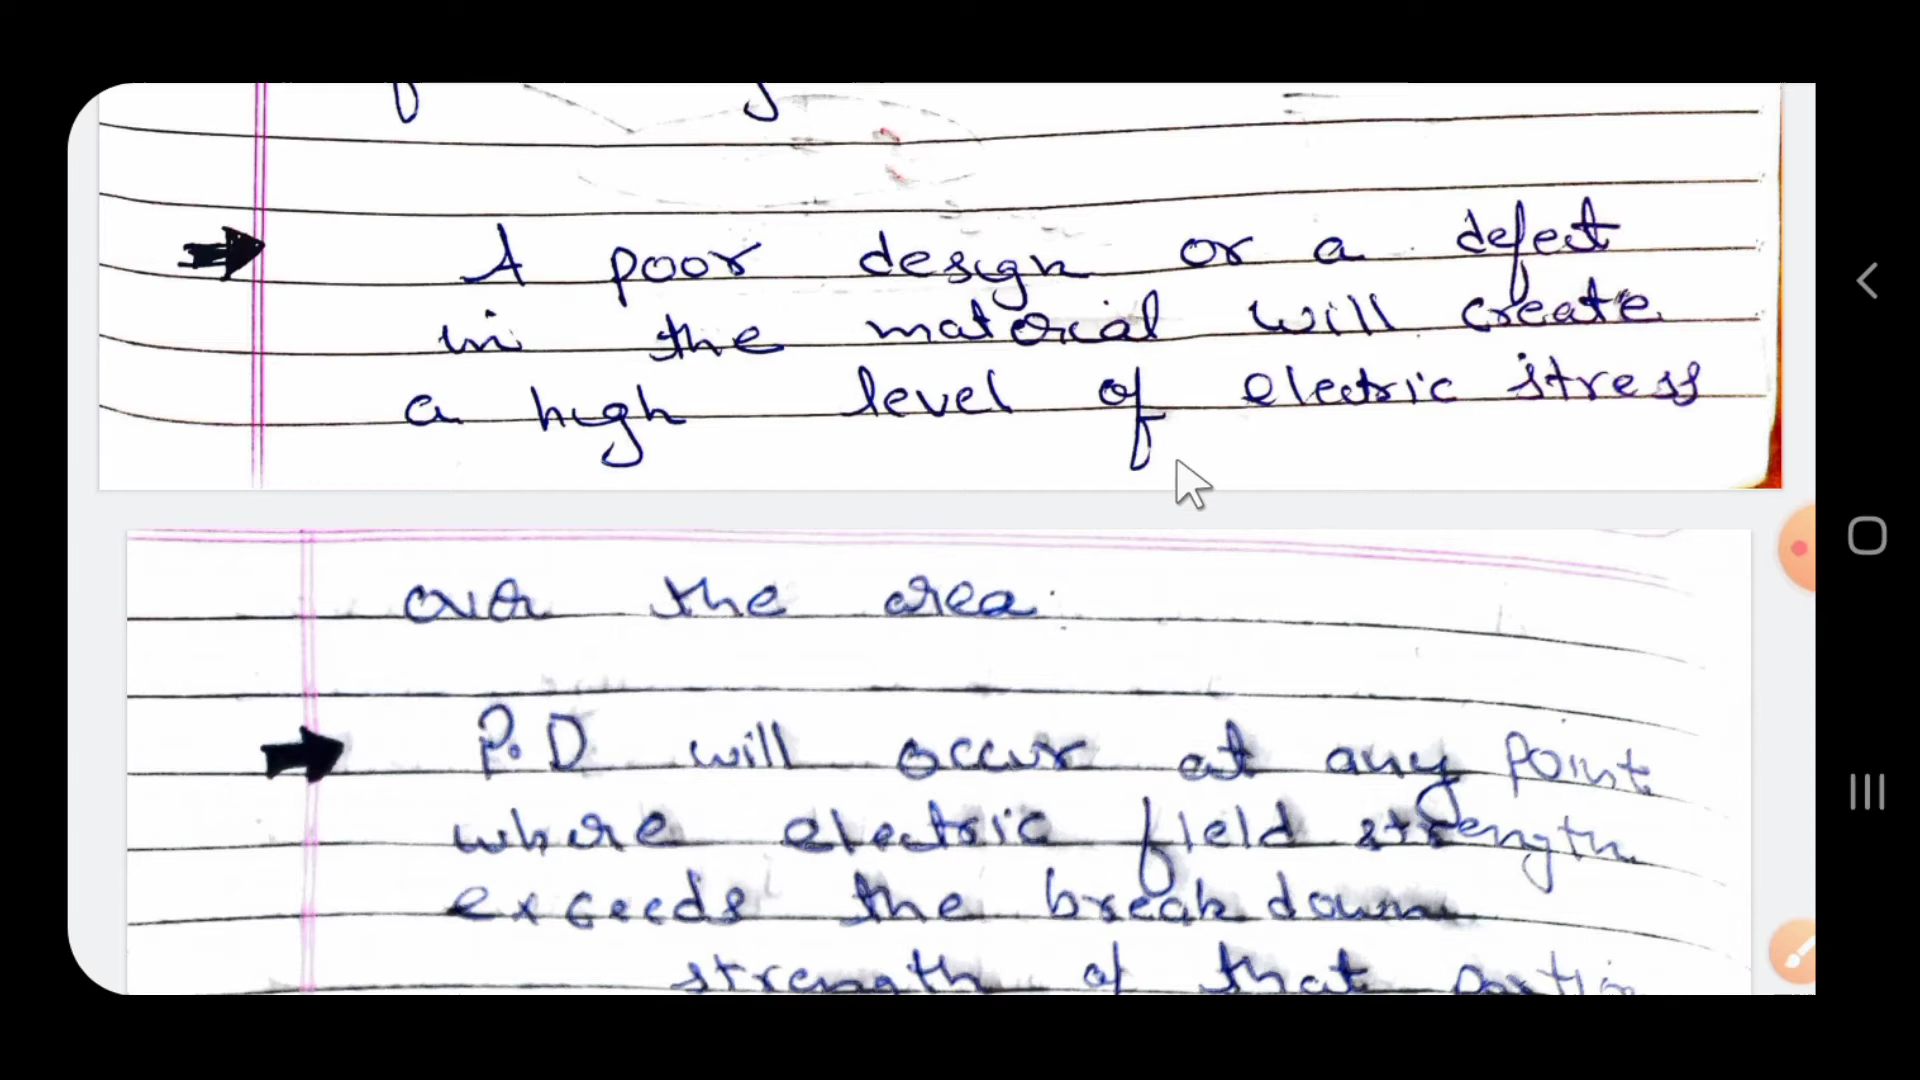 A poor design or a defect
in the material will create
a high level of electric stress
over the area.
P.D will occur at any point
where electric field strength
exceeds the breakdown
strength of that